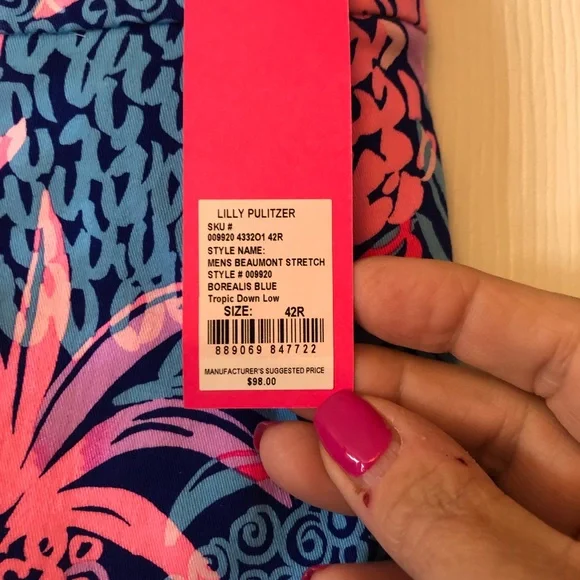 LILLY PULITZER
SKU #
009920 4332O1 42R
STYLE NAME:
MENS BEAUMONT STRETCH
STYLE # 009920
BOREALIS BLUE
Tropic Down Low
SIZE: 42R
889069 847722
MANUFACTURER'S SUGGESTED PRICE
$98.00